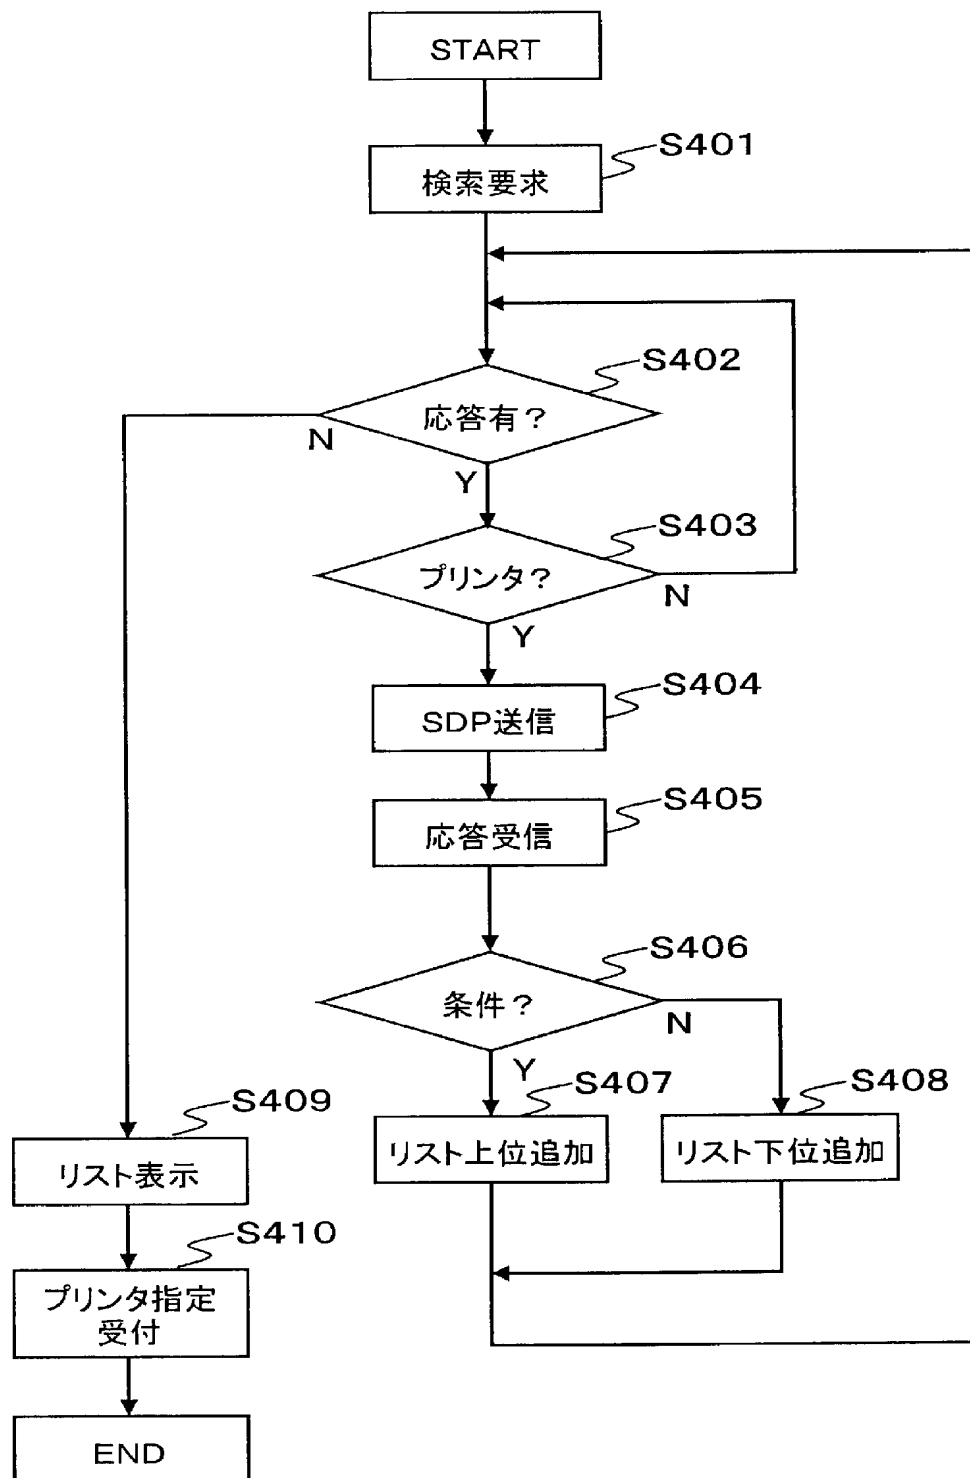 START
S401
検索要求
S402
応答有？
N
Y
S403
プリンタ？
N
Y
S404
SDP送信
S405
応答受信
S406
条件？
N
Y
S407
S408
S409
リスト上位追加
リスト下位追加
リスト表示
S410
プリンタ指定
受付
END